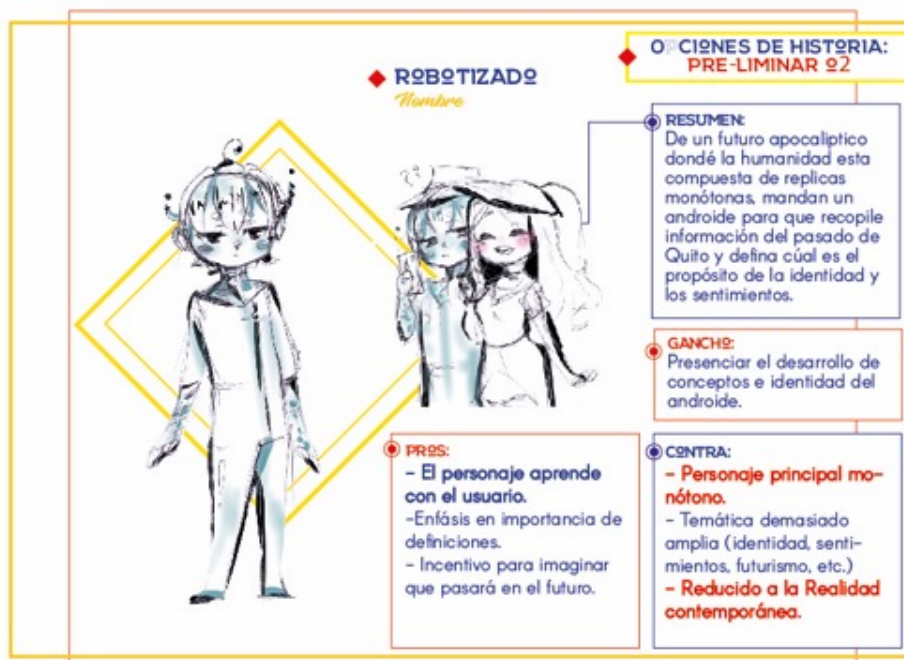 OPCIONES DE HISTORIA:
PRE-LIMINAR 02
ROBOTIZADO
Nombre
RESUMEN:
De un futuro apocaliptico
dondé la humanidad esta
compuesta de replicas
monótonas, mandan un
androide para que recopile
información del pasado de
Quito y defina cúal es el
propósito de la identidad y
los sentimientos.
GANCHO:
Presenciar el desarrollo de
conceptos e identidad del
androide.
PROS:
- El personaje aprende
con el usuario.
-Enfásis en importancia de
definiciones.
- Incentivo para imaginar
que pasará en el futuro.
CONTRA:
- Personaje principal mo-
nótono.
- Temática demasiado
amplia (identidad, senti-
mientos, futurismo, etc.)
- Reducido a la Realidad
contemporánea.